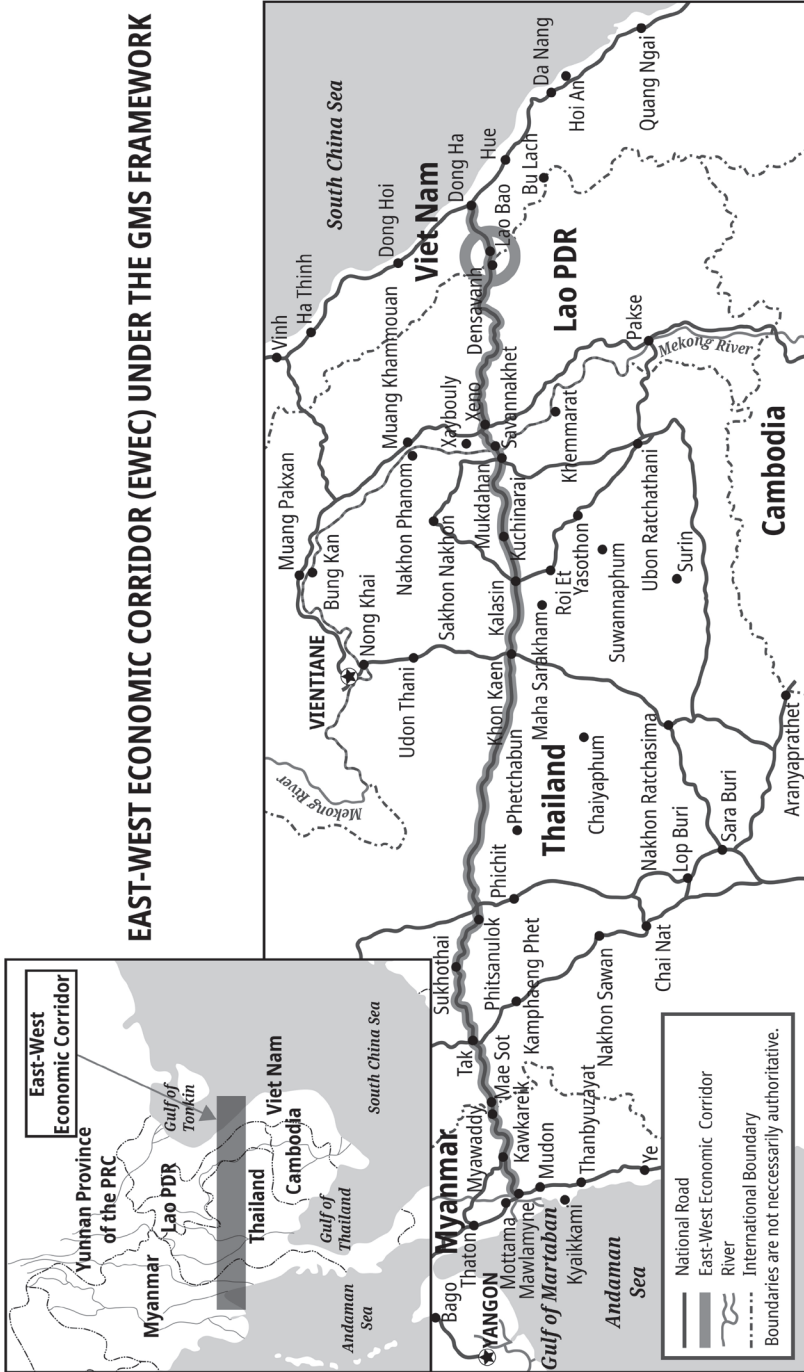 EAST-WEST ECONOMIC CORRIDOR (EWEC) UNDER THE GMS FRAMEWORK
East-West
Economic Corridor
Yunnan Province
of the PRC
Gulf of
Tonkin
Myanmar
Lao PDR
Viet Nam
Thailand
Cambodia
South China Sea
Gulf of
Thailand
Andaman
Sea
South China Sea
Vinh
Ha Thinh
Dong Hoi
Viet Nam
Dong Ha
Hue
Lao Bao
Bu Lach
Da Nang
Hoi An
Quang Ngai
Densavanh
Lao PDR
Muang Pakxan
Bung Kan
VIENTIANE
Nong Khai
Muang Khammouan
Nakhon Phanom
Xaybouly
Xeno
Savannakhet
Khemmarat
Pakse
Mekong River
Mekong River
Udon Thani
Sakhon Nakhon
Mukdahan
Kuchinarai
Kalasin
Khon Kaen
Maha Sarakham
Roi Et
Yasothon
Suwannaphum
Ubon Ratchathani
Surin
Cambodia
Phetchabun
Thailand
Chaiyaphum
Nakhon Ratchasima
Lop Buri
Sara Buri
Aranyaprathet
Phichit
Phitsanulok
Sukhothai
Kamphaeng Phet
Nakhon Sawan
Chai Nat
Tak
Mae Sot
Myawaddy
Kawkareik
Myanmar
Thaton
Mottama
Mawlamyne
Mudon
Kyaikkami
Thanbyuzayat
Ye
Bago
YANGON
Gulf of Martaban
Andaman
Sea
National Road
East-West Economic Corridor
River
International Boundary
Boundaries are not neccessarily authoritative.